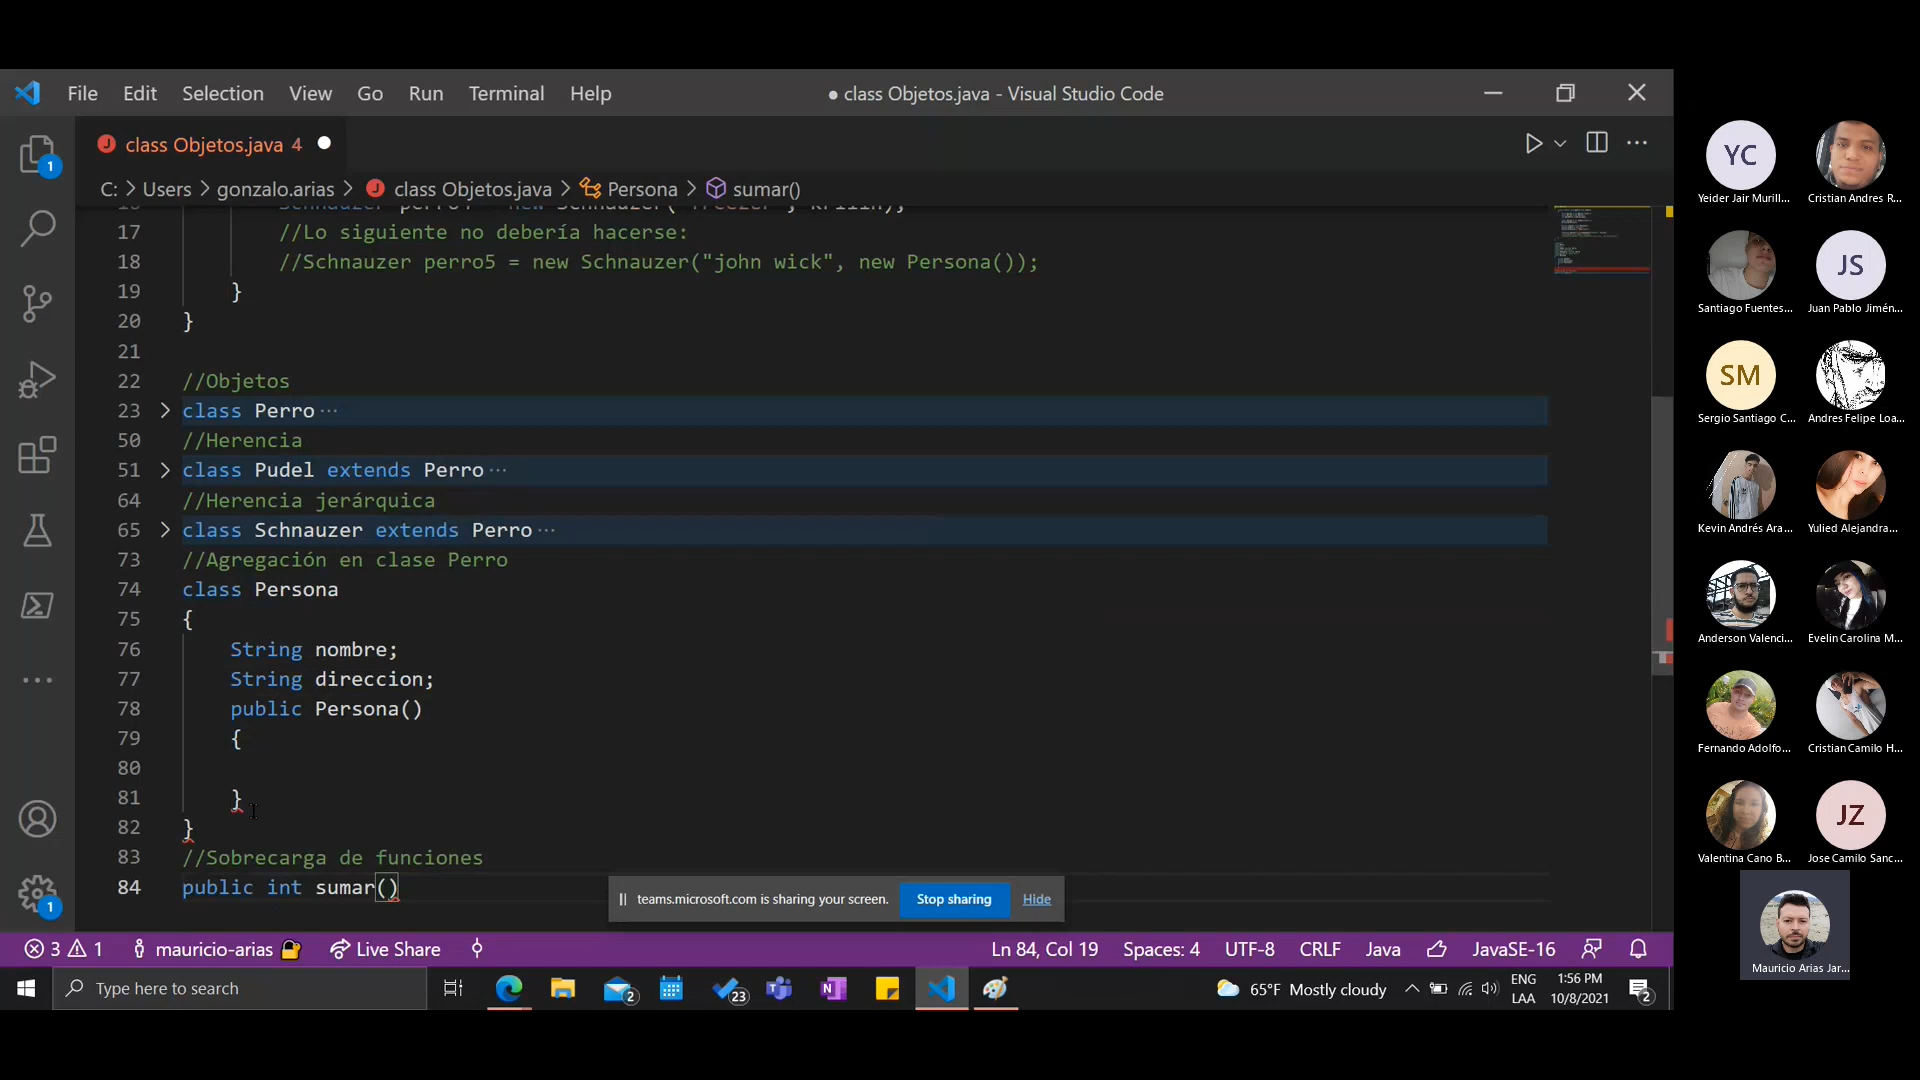 File Edit Selection View Go Run Terminal Help
● class Objetos.java - Visual Studio Code
class Objetos.java 4
C: > Users > gonzalo.arias > class Objetos.java > Persona > sumar()
17 //Lo siguiente no debería hacerse:
18 //Schnauzer perro5 = new Schnauzer("john wick", new Persona());
19 }
20 }
21
22 //Objetos
23 class Perro···
50 //Herencia
51 class Pudel extends Perro···
64 //Herencia jerárquica
65 class Schnauzer extends Perro···
73 //Agregación en clase Perro
74 class Persona
75 {
76 String nombre;
77 String direccion;
78 public Persona()
79 {
80
81 }
82 }
83 //Sobrecarga de funciones
84 public int sumar()
teams.microsoft.com is sharing your screen. Stop sharing Hide
1
1
3 1 mauricio-arias Live Share
Ln 84, Col 19 Spaces: 4 UTF-8 CRLF Java JavaSE-16
Type here to search
2
23
N
65°F Mostly cloudy
ENG
LAA
1:56 PM
10/8/2021
2
YC
Yeider Jair Murill...
Cristian Andres R...
Santiago Fuentes...
JS
Juan Pablo Jimén...
SM
Sergio Santiago C...
Andres Felipe Loa...
Kevin Andrés Ara...
Yulied Alejandra...
Anderson Valenci...
Evelin Carolina M...
Fernando Adolfo...
Cristian Camilo H...
Valentina Cano B...
JZ
Jose Camilo Sanc...
Mauricio Arias Jar...